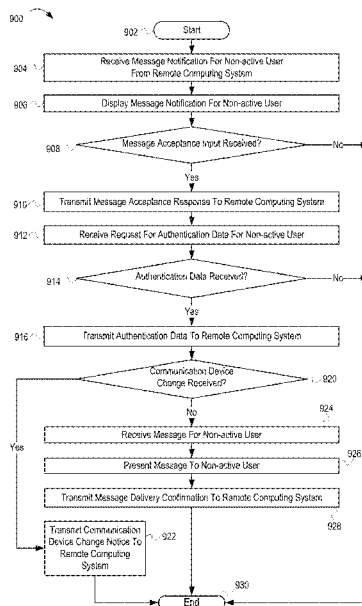 900
902
Start
904
Receive Message Notification For Non-active User
From Remote Computing System
906
Display Message Notification For Non-active User
908
Message Acceptance Input Received?
No
Yes
910
Transmit Message Acceptance Response To Remote Computing System
912
Receive Request For Authentication Data For Non-active User
914
Authentication Data Received?
No
Yes
916
Transmit Authentication Data To Remote Computing System
Communication Device
Change Received?
920
No
924
Yes
Receive Message For Non-active User
926
Present Message To Non-active User
Transmit Message Delivery Confirmation To Remote Computing System
928
Transmit Communication
Device Change Notice To
Remote Computing
System
922
930
End